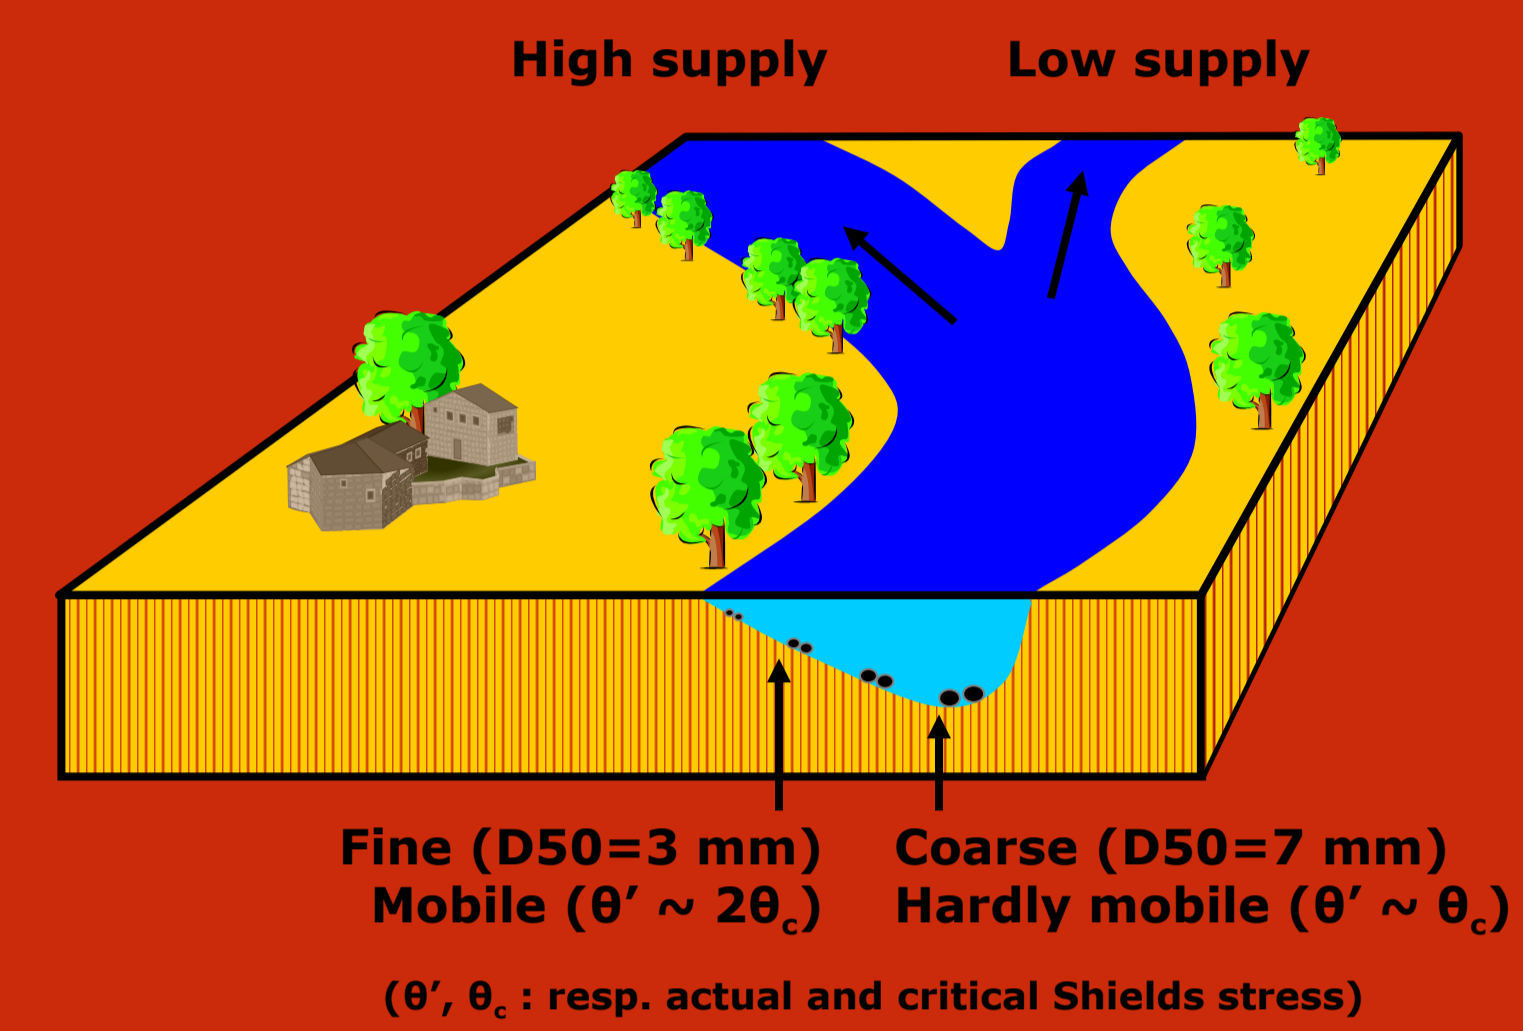 High supply Low supply
Fine (D50=3 mm) Coarse (D50=7 mm)
Mobile (θ′ ~ 2θc) Hardly mobile (θ′ ~ θc)
(θ′, θc : resp. actual and critical Shields stress)